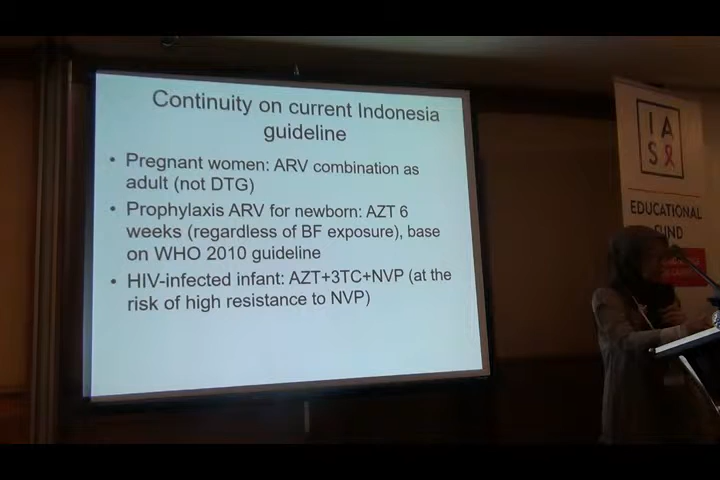 Continuity on current Indonesia
guideline
• Pregnant women: ARV combination as
adult (not DTG)
• Prophylaxis ARV for newborn: AZT 6
weeks (regardless of BF exposure), base
on WHO 2010 guideline
• HIV-infected infant: AZT+3TC+NVP (at the
risk of high resistance to NVP)
IA
S
EDUCATIONAL
FUND